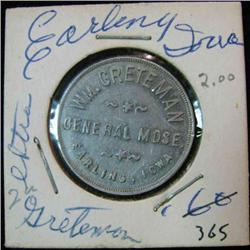 Earling
Iowa
2.00
WM. GRETEMAN
GENERAL MDSE.
EARLING, IOWA.
Greteman
.60
365